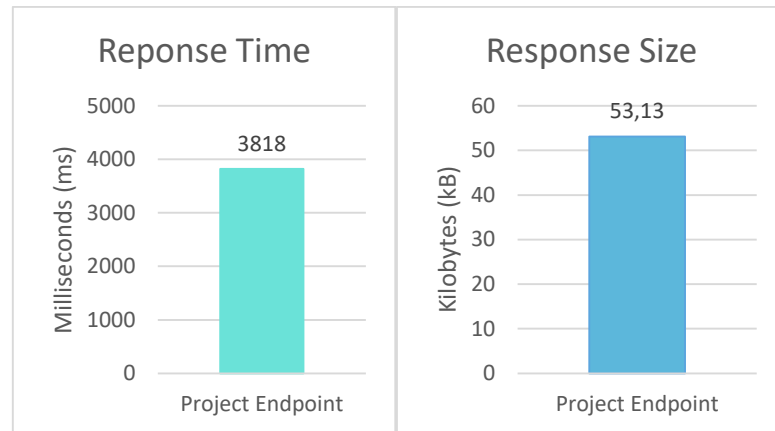 Reponse Time
5000
4000
3000
2000
1000
0
Milliseconds (ms)
3818
Project Endpoint
Response Size
60
50
40
30
20
10
0
Kilobytes (kB)
53,13
Project Endpoint